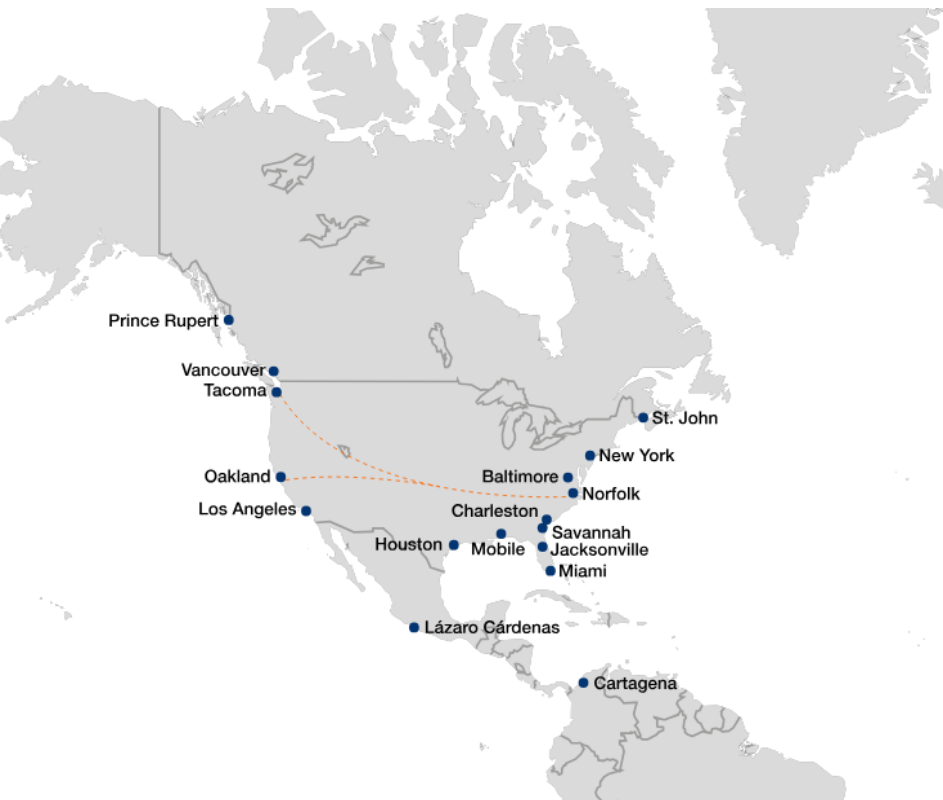 Prince Rupert
Vancouver
Tacoma
St. John
New York
Oakland
Baltimore
Norfolk
Los Angeles
Charleston
Savannah
Houston
Mobile
Jacksonville
Miami
Lázaro Cárdenas
Cartagena